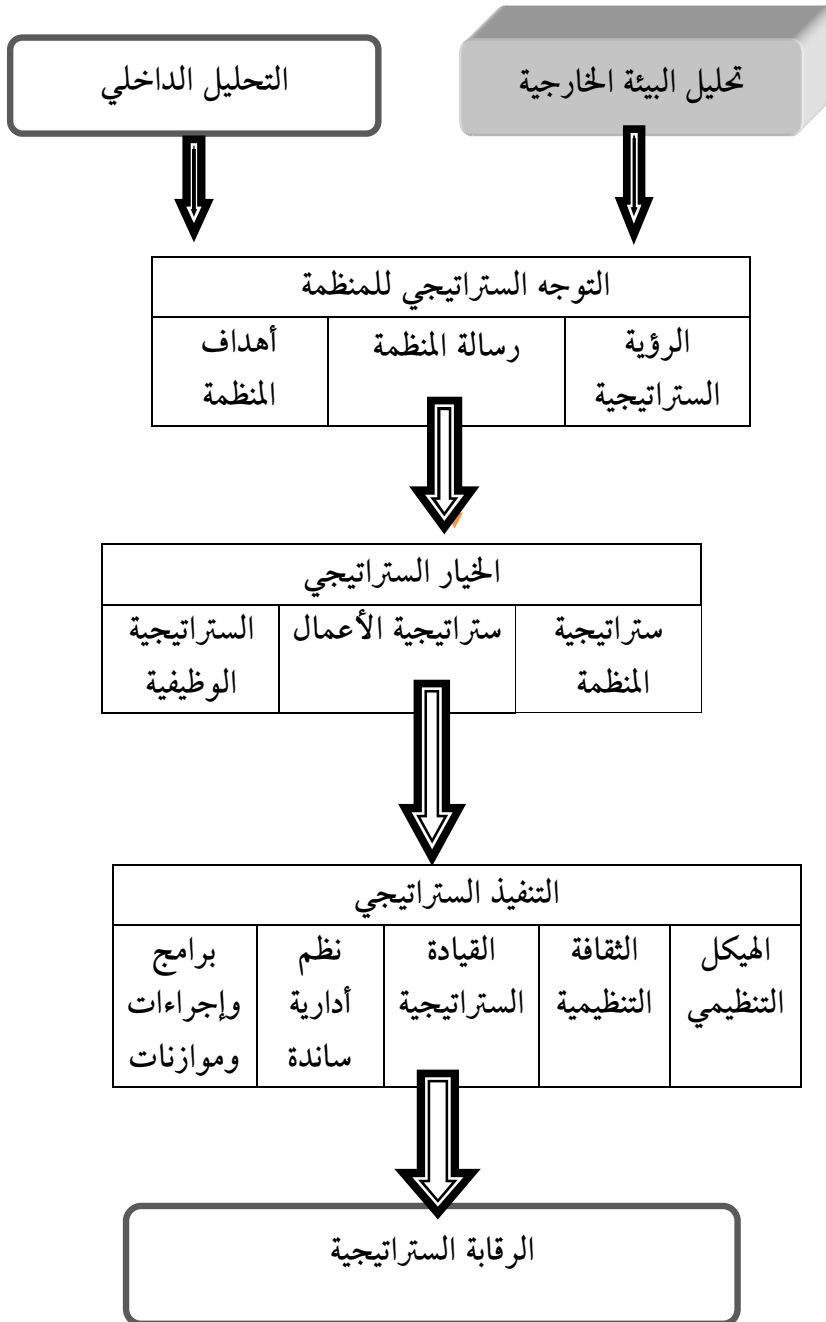 تحليل البيئة الخارجية
التحليل الداخلي
التوجه الستراتيجي للمنظمة
الرؤية
الستراتيجية
رسالة المنظمة
أهداف
المنظمة
الخيار الستراتيجي
ستراتيجية
المنظمة
ستراتيجية الأعمال
الستراتيجية
الوظيفية
التنفيذ الستراتيجي
الهيكل
التنظيمي
الثقافة
التنظيمية
القيادة
الستراتيجية
نظم
أدارية
ساندة
برامج
وإجراءات
وموازنات
الرقابة الستراتيجية